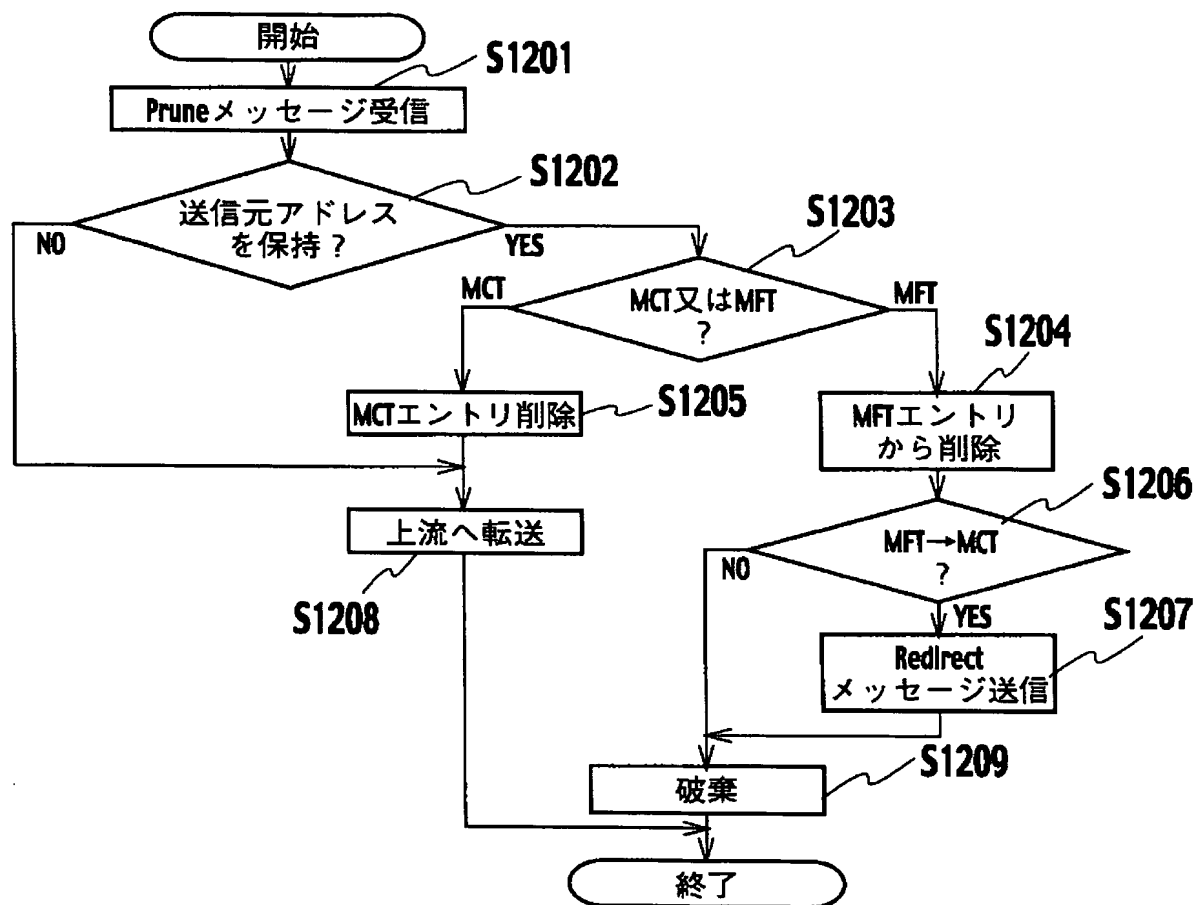 開始
S1201
Pruneメッセージ受信
S1202
送信元アドレス
を保持?
NO
YES
S1203
MCT
MCT又はMFT
?
MFT
S1204
MCTエントリ削除
S1205
MFTエントリ
から削除
S1206
上流へ転送
MFT→MCT
?
NO
S1208
YES
S1207
Redirect
メッセージ送信
S1209
破棄
終了